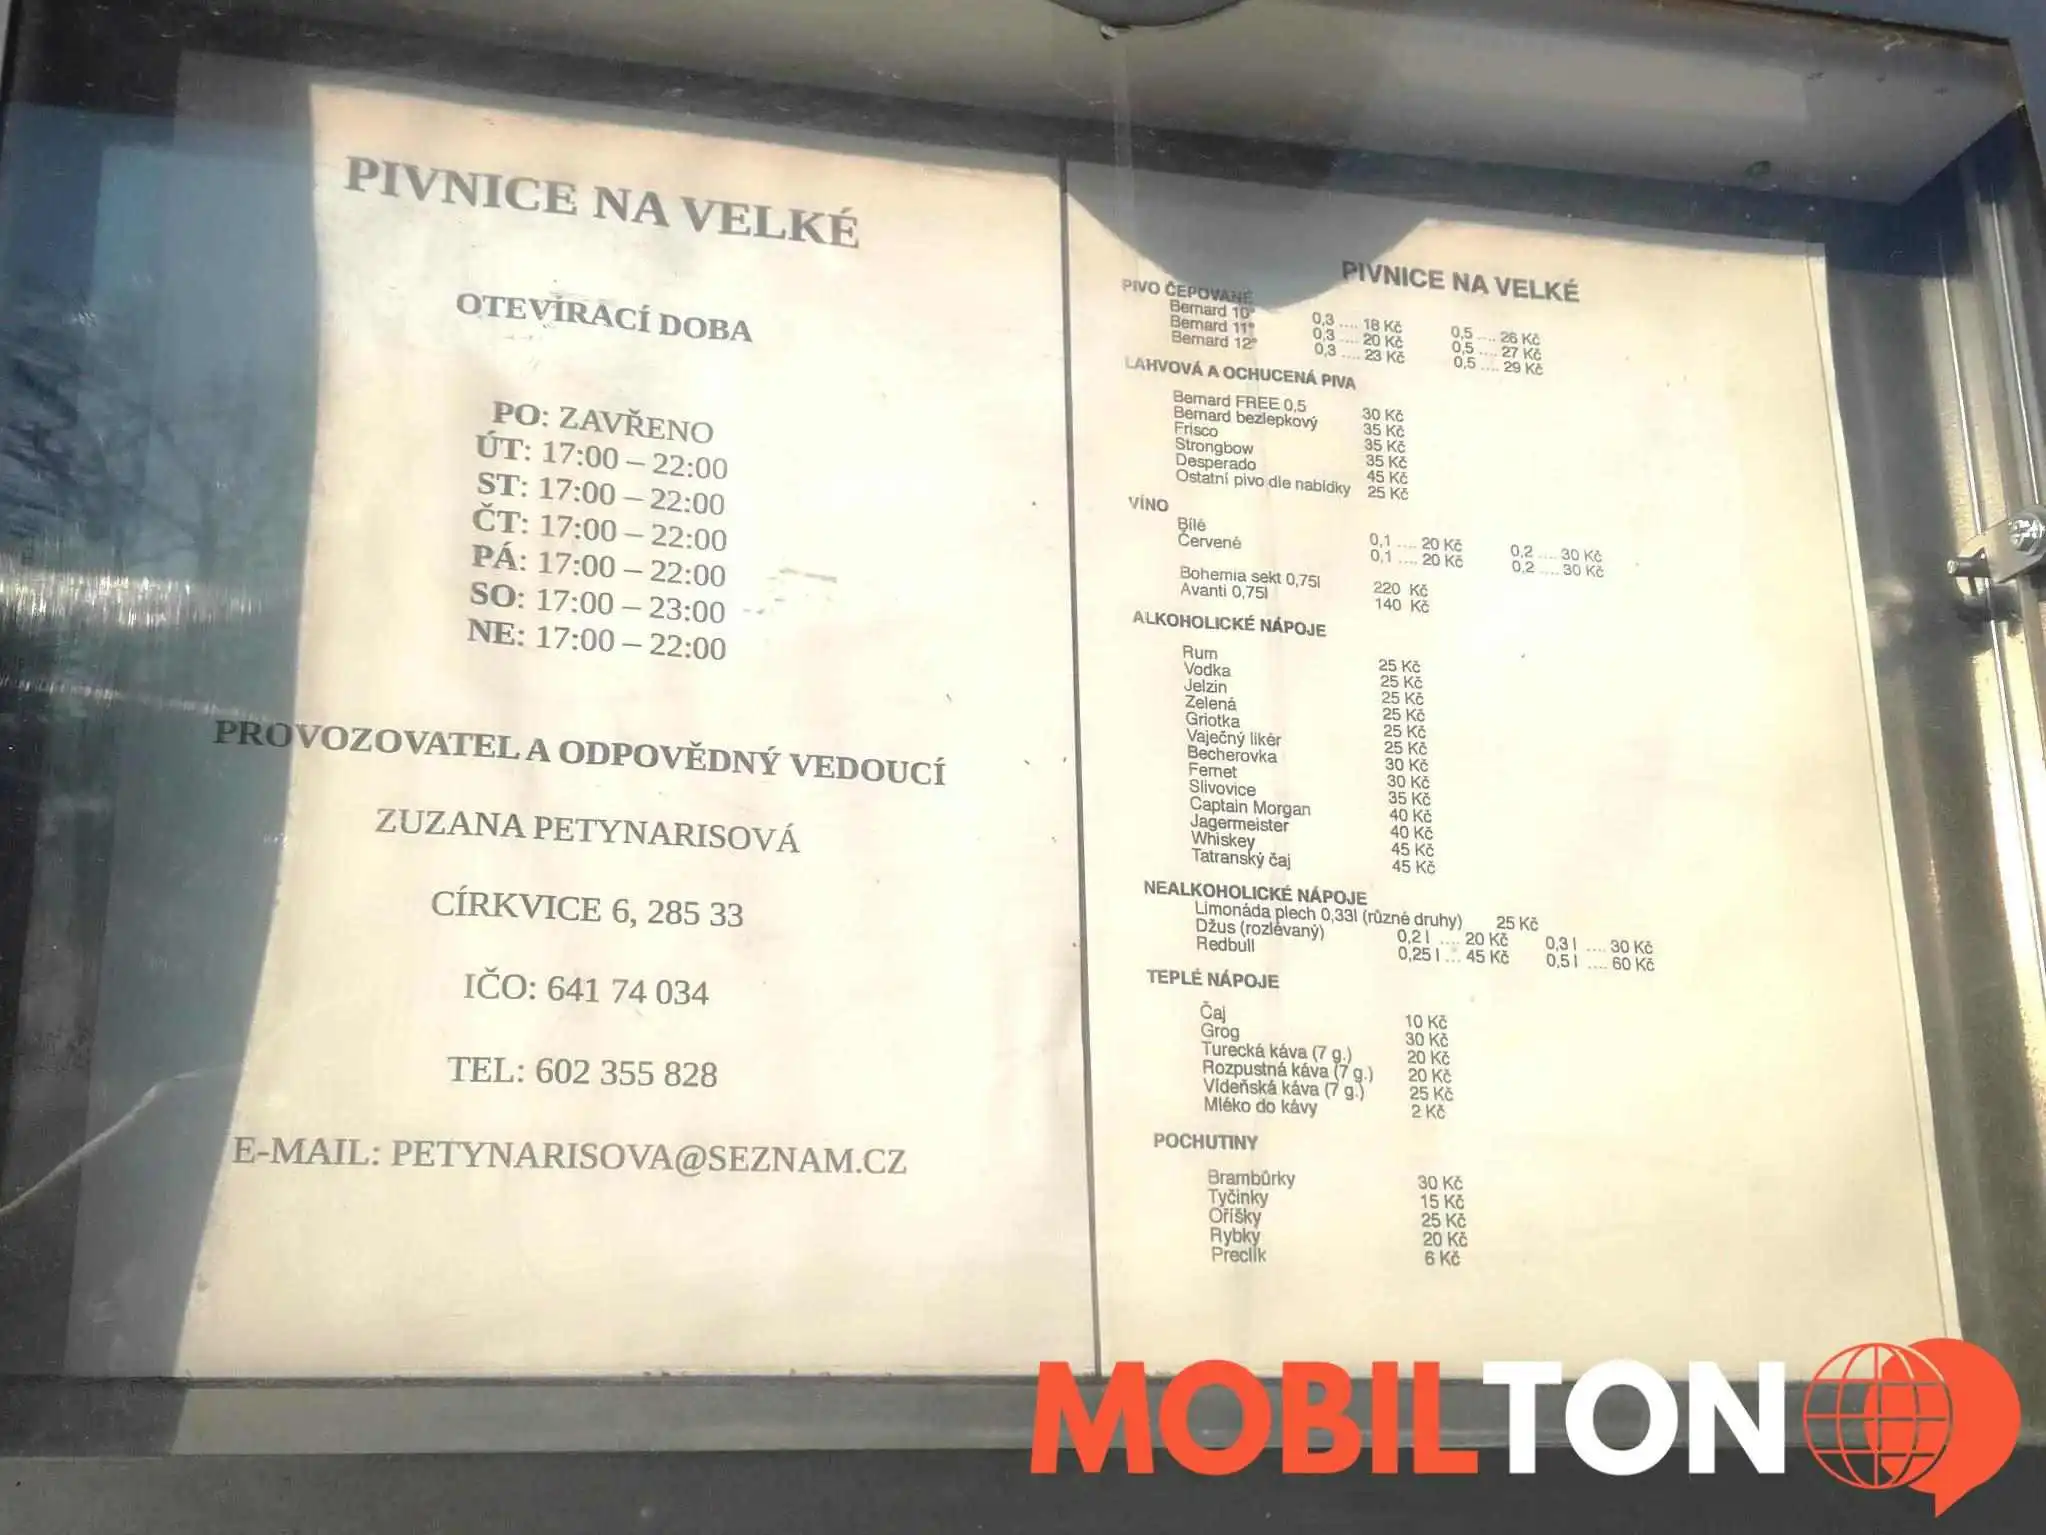 PIVNICE NA VELKÉ
OTEVÍRACÍ DOBA
PO: ZAVŘENO
ÚT: 17:00 – 22:00
ST: 17:00 – 22:00
ČT: 17:00 – 22:00
PÁ: 17:00 – 22:00
SO: 17:00 – 23:00
NE: 17:00 – 22:00
PROVOZOVATEL A ODPOVĚDNÝ VEDOUCÍ
ZUZANA PETYNARISOVÁ
CÍRKVICE 6, 285 33
IČO: 641 74 034
TEL: 602 355 828
E-MAIL: PETYNARISOVA@SEZNAM.CZ
PIVNICE NA VELKÉ
PIVO ČEPOVANÉ
Bernard 10° 0,3 .... 18 Kč 0,5 .... 26 Kč
Bernard 11° 0,3 .... 20 Kč 0,5 .... 27 Kč
Bernard 12° 0,3 .... 23 Kč 0,5 .... 29 Kč
LAHVOVÁ A OCHUCENÁ PIVA
Bernard FREE 0,5 30 Kč
Bernard bezlepkový 35 Kč
Frisco 35 Kč
Strongbow 35 Kč
Desperado 45 Kč
Ostatní pivo dle nabídky 25 Kč
VÍNO
Bílé 0,1 .... 20 Kč 0,2 .... 30 Kč
Červené 0,1 .... 20 Kč 0,2 .... 30 Kč
Bohemia sekt 0,75l 220 Kč
Avanti 0,75l 140 Kč
ALKOHOLICKÉ NÁPOJE
Rum 25 Kč
Vodka 25 Kč
Jelzin 25 Kč
Zelená 25 Kč
Griotka 25 Kč
Vaječný likér 25 Kč
Becherovka 30 Kč
Fernet 30 Kč
Slivovice 35 Kč
Captain Morgan 40 Kč
Jagermeister 40 Kč
Whiskey 45 Kč
Tatranský čaj 45 Kč
NEALKOHOLICKÉ NÁPOJE
Limonáda plech 0,33l (různé druhy) 25 Kč
Džus (rozlévaný) 0,2 l .... 20 Kč 0,3 l .... 30 Kč
Redbull 0,25 l ... 45 Kč 0,5 l .... 60 Kč
TEPLÉ NÁPOJE
Čaj 10 Kč
Grog 30 Kč
Turecká káva (7 g.) 20 Kč
Rozpustná káva (7 g.) 20 Kč
Vídeňská káva (7 g.) 25 Kč
Mléko do kávy 2 Kč
POCHUTINY
Brambůrky 30 Kč
Tyčinky 15 Kč
Oříšky 25 Kč
Rybky 20 Kč
Preclík 6 Kč
MOBILTON